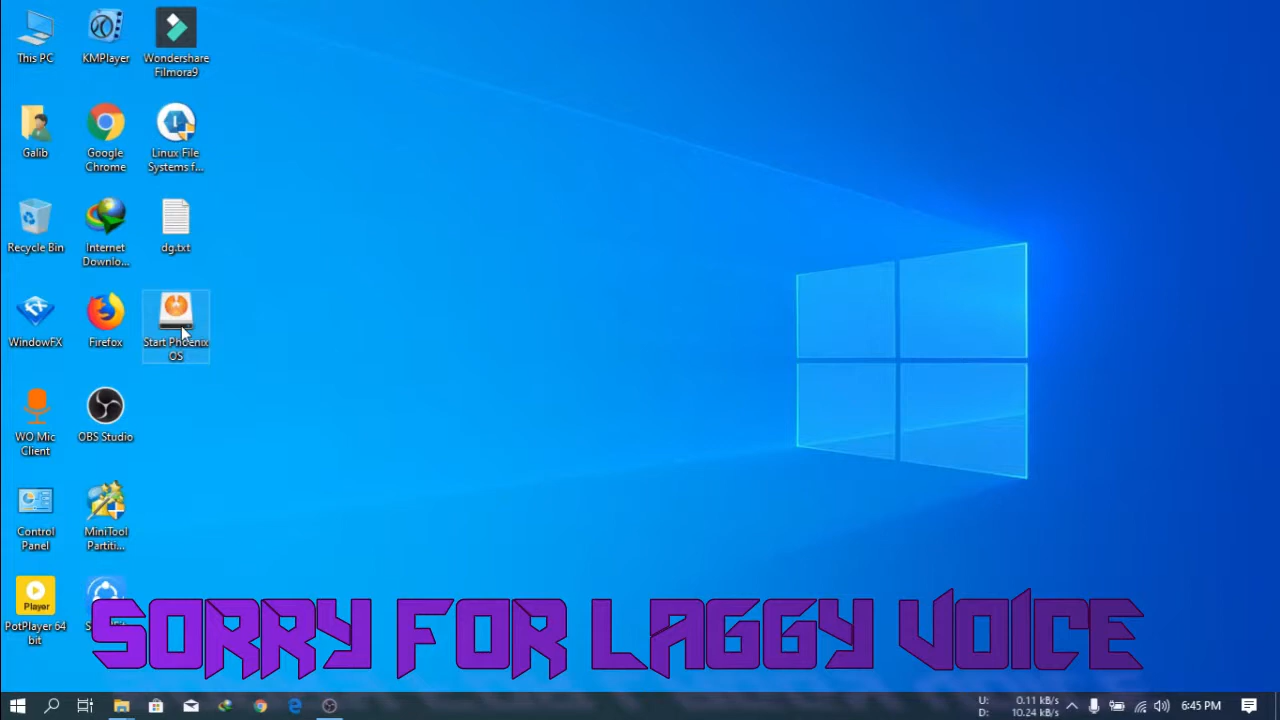 This PC
KMPlayer
Wondershare
Filmora9
Galib
Google
Chrome
Linux File
Systems f...
Recycle Bin
Internet
Downlo...
dg.txt
WindowFX
Firefox
Start Phoenix
OS
WO Mic
Client
OBS Studio
Control
Panel
MiniTool
Partiti...
Player
PotPlayer 64
bit
SORRY FOR LAGGY VOICE
U: 0.11 kB/s
D: 10.24 kB/s
6:45 PM